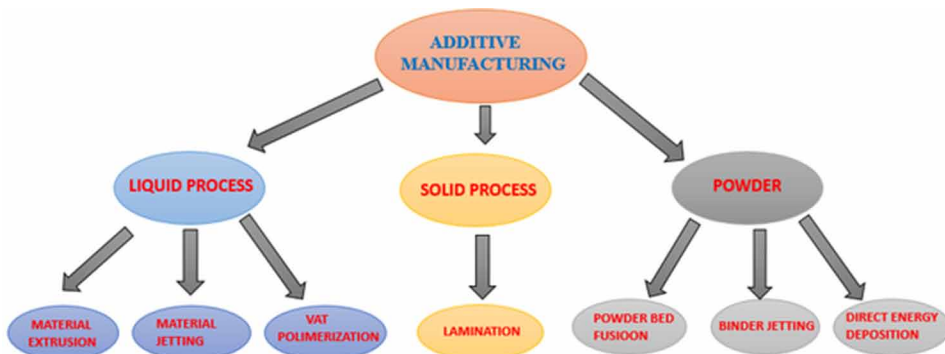 ADDITIVE
MANUFACTURING
LIQUID PROCESS
SOLID PROCESS
POWDER
MATERIAL
EXTRUSION
MATERIAL
JETTING
VAT
POLIMERIZATION
LAMINATION
POWDER BED
FUSIOON
BINDER JETTING
DIRECT ENERGY
DEPOSITION